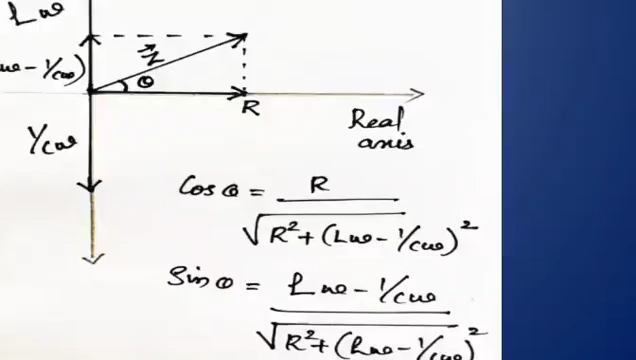 Lω
Z
ω - 1/cω)
θ
R
1/cω
Real
axis
Cos θ = R
√R² + (Lω - 1/cω)²
Sin θ = Lω - 1/cω
√R² + (Lω - 1/cω)²